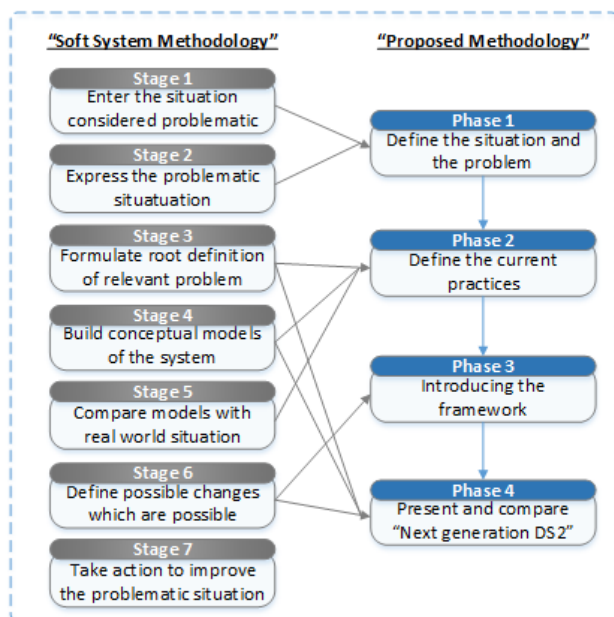 “Soft System Methodology”
Stage 1
Enter the situation
considered problematic
Stage 2
Express the problematic
situatuation
Stage 3
Formulate root definition
of relevant problem
Stage 4
Build conceptual models
of the system
Stage 5
Compare models with
real world situation
Stage 6
Define possible changes
which are possible
Stage 7
Take action to improve
the problematic situation
“Proposed Methodology”
Phase 1
Define the situation and
the problem
Phase 2
Define the current
practices
Phase 3
Introducing the
framework
Phase 4
Present and compare
“Next generation DS2”